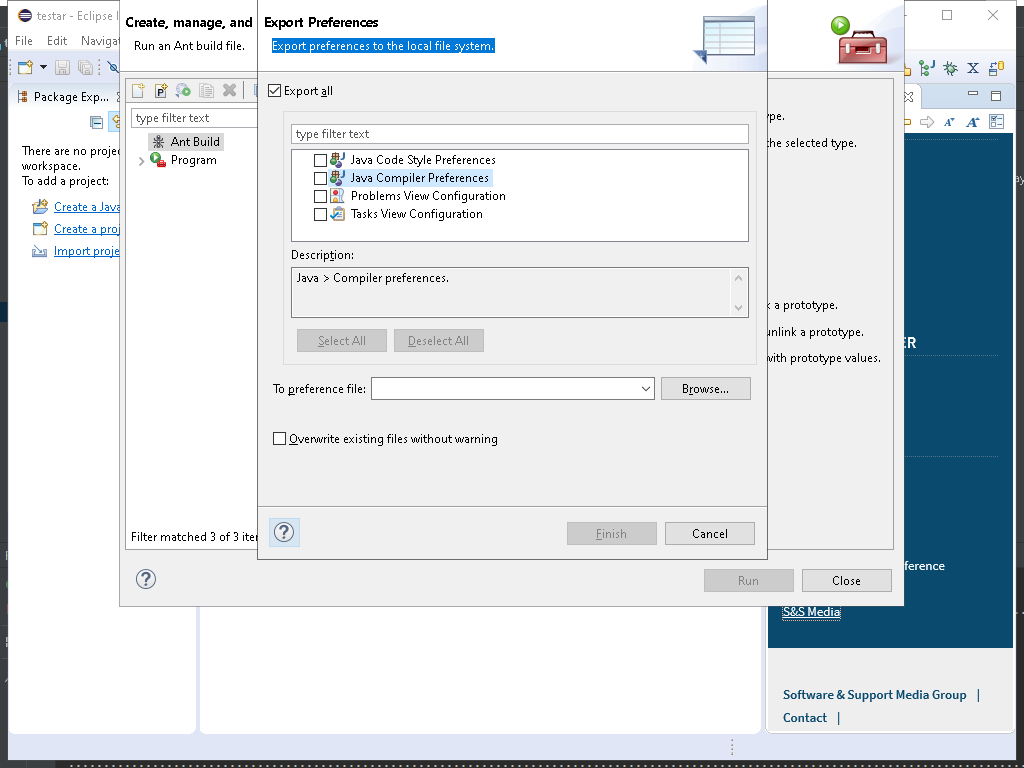 testar - Eclipse I
File Edit Navigat
Package Exp...
There are no projec
workspace.
To add a project:
Create a Java
Create a proj
Import proje
Create, manage, and
Run an Ant build file.
type filter text
Ant Build
Program
Filter matched 3 of 3 iter
Export Preferences
Export preferences to the local file system.
Export all
type filter text
Java Code Style Preferences
Java Compiler Preferences
Problems View Configuration
Tasks View Configuration
Description:
Java > Compiler preferences.
Select All Deselect All
To preference file:
Browse...
Overwrite existing files without warning
Finish Cancel
ype.
the selected type.
k a prototype.
unlink a prototype.
with prototype values.
Run Close
ER
ference
S&S Media
Software & Support Media Group |
Contact |